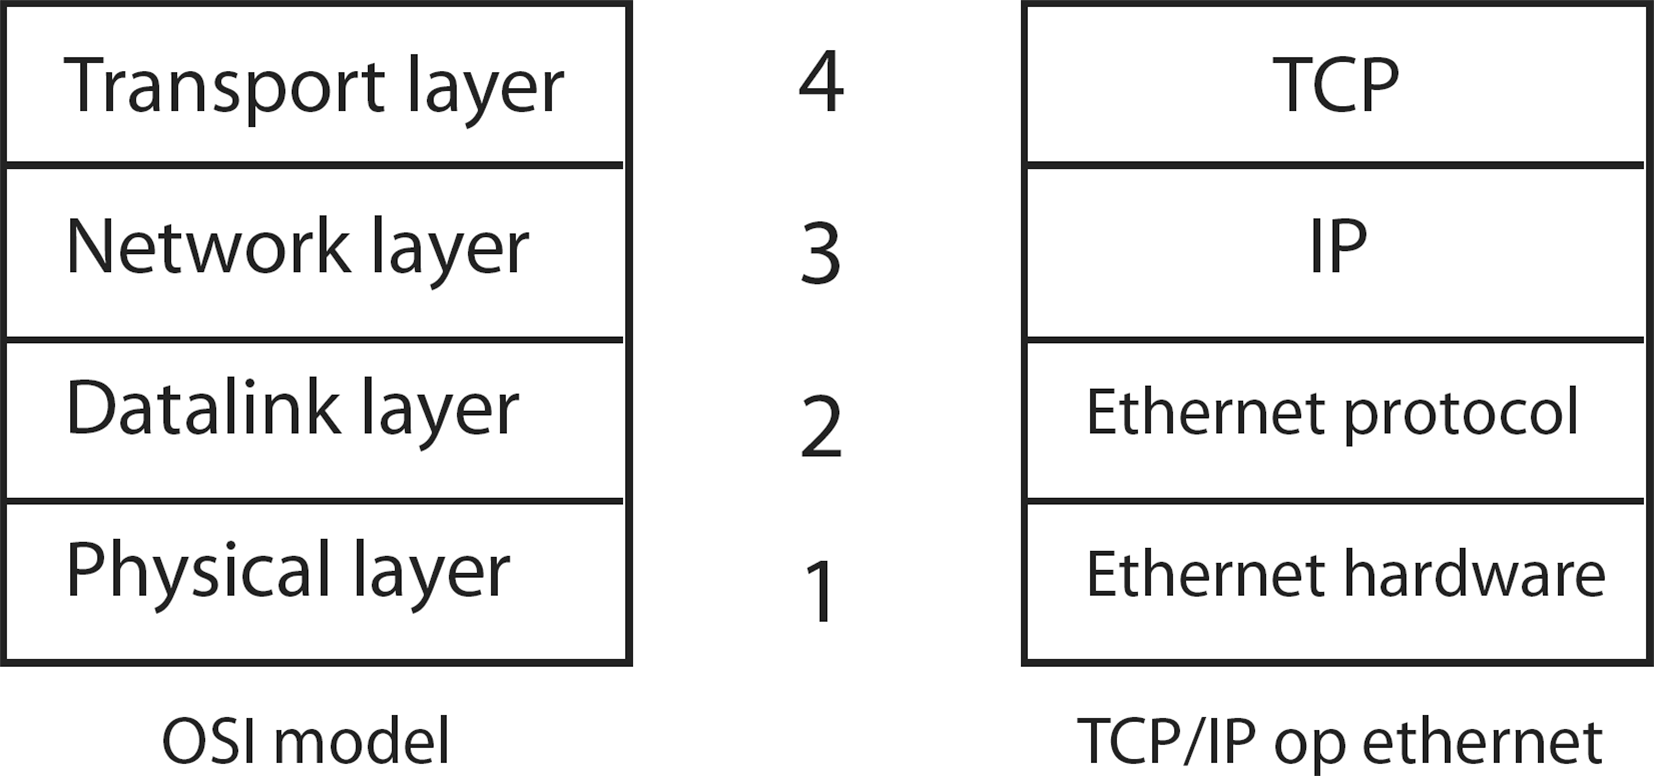 Transport layer 4 TCP
Network layer 3 IP
Datalink layer 2 Ethernet protocol
Physical layer 1 Ethernet hardware
OSI model TCP/IP op ethernet